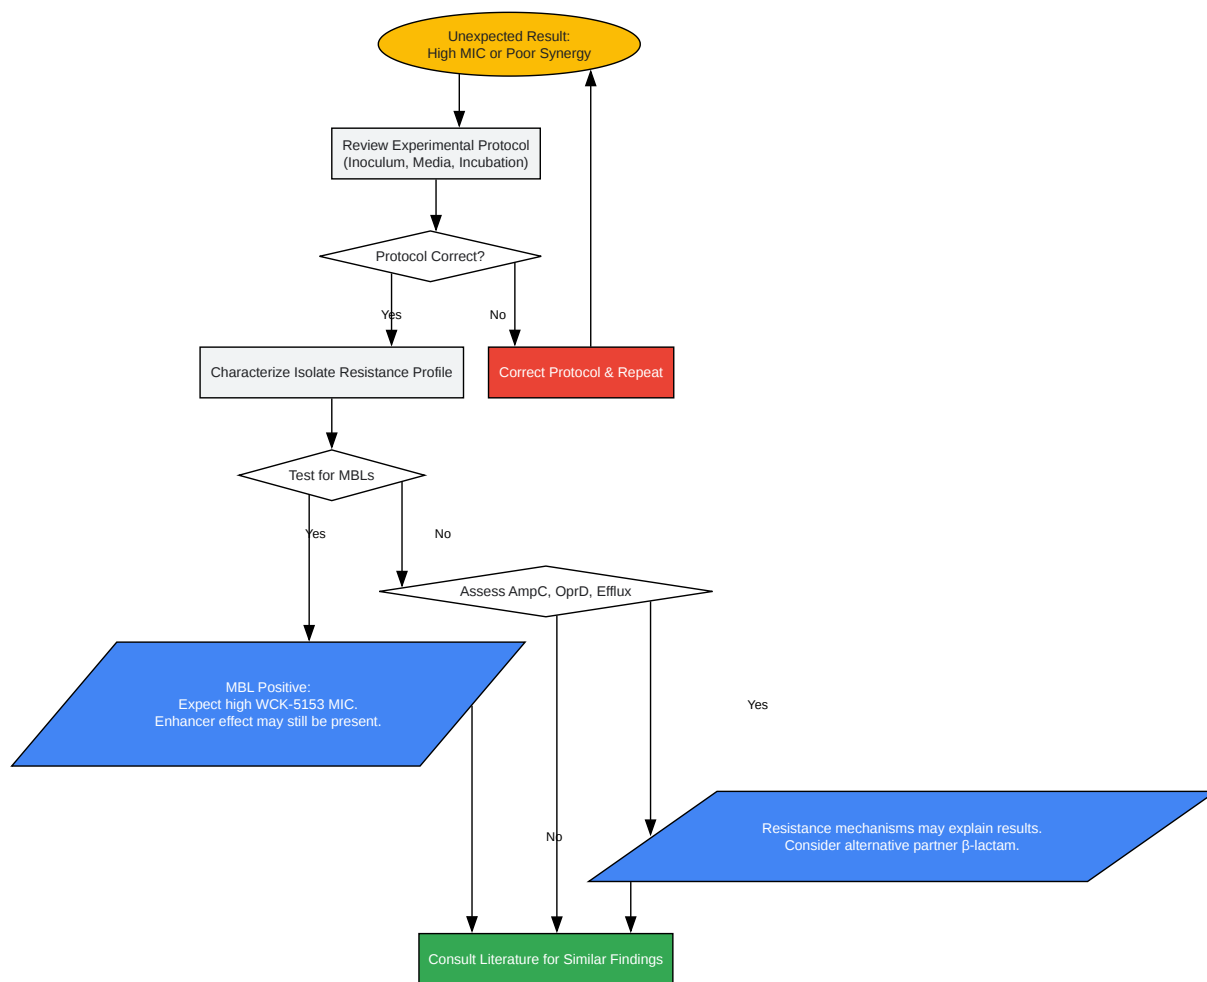 Unexpected Result:
High MIC or Poor Synergy
Review Experimental Protocol
(Inoculum, Media, Incubation)
Protocol Correct?
Yes
No
Characterize Isolate Resistance Profile
Correct Protocol & Repeat
Test for MBLs
Yes
No
Assess AmpC, OprD, Efflux
MBL Positive:
Expect high WCK-5153 MIC.
Enhancer effect may still be present.
Yes
No
Resistance mechanisms may explain results.
Consider alternative partner β-lactam.
Consult Literature for Similar Findings